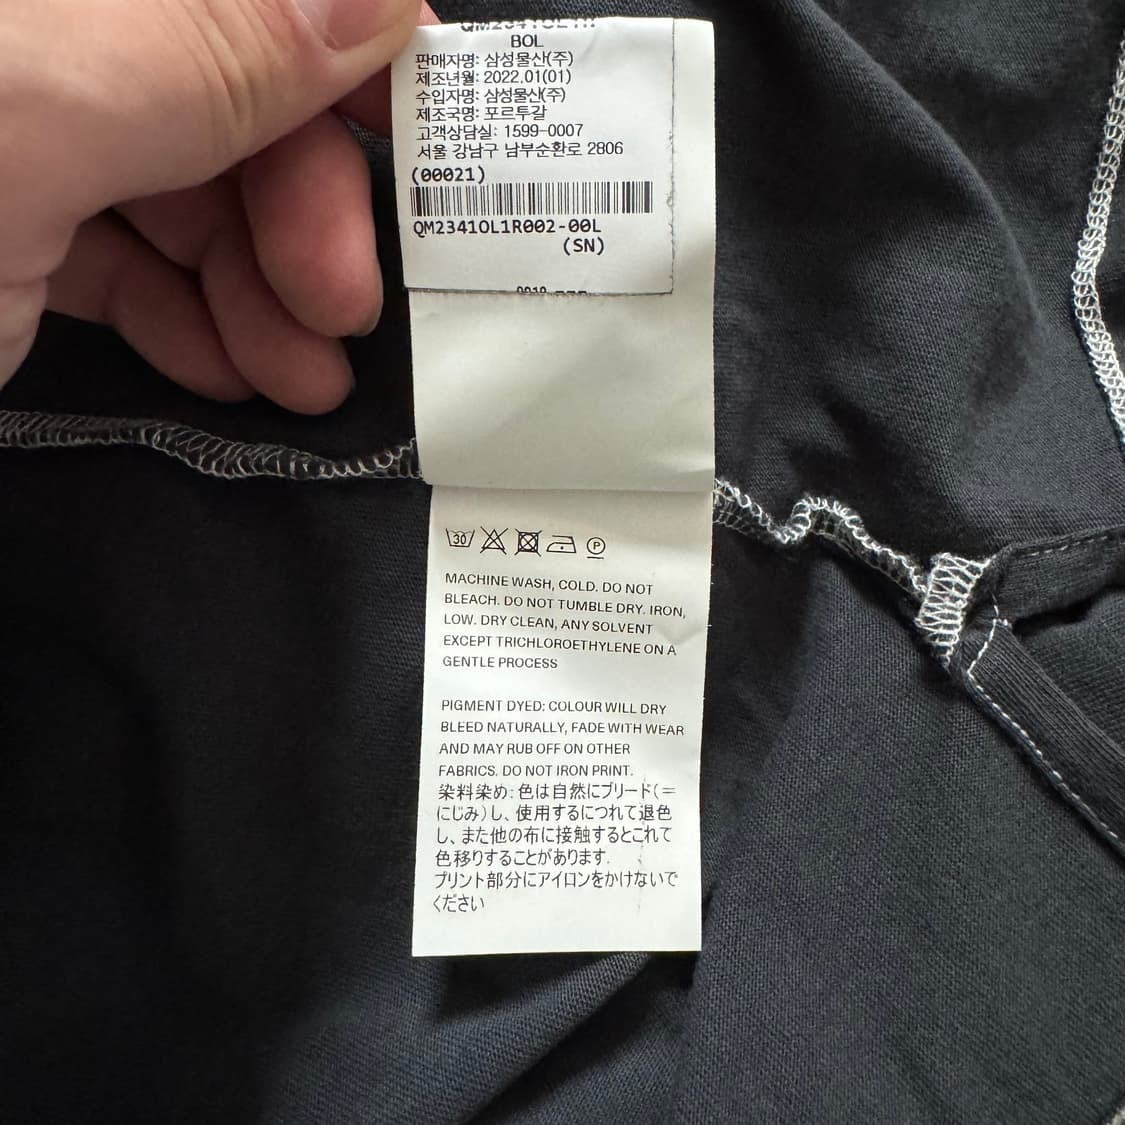 BOL
판매자명: 삼성물산(주)
제조년월: 2022.01(01)
수입자명: 삼성물산(주)
제조국명: 포르투갈
고객상담실: 1599-0007
서울 강남구 남부순환로 2806
(00021)
QM2341OL1R002-00L
(SN)
30
P
MACHINE WASH, COLD. DO NOT
BLEACH. DO NOT TUMBLE DRY. IRON,
LOW. DRY CLEAN, ANY SOLVENT
EXCEPT TRICHLOROETHYLENE ON A
GENTLE PROCESS
PIGMENT DYED: COLOUR WILL DRY
BLEED NATURALLY, FADE WITH WEAR
AND MAY RUB OFF ON OTHER
FABRICS. DO NOT IRON PRINT.
染料染め：色は自然にブリード（＝
にじみ）し、使用するにつれて退色
し、また他の布に接触するとこれて
色移りすることがあります.
プリント部分にアイロンをかけないで
ください